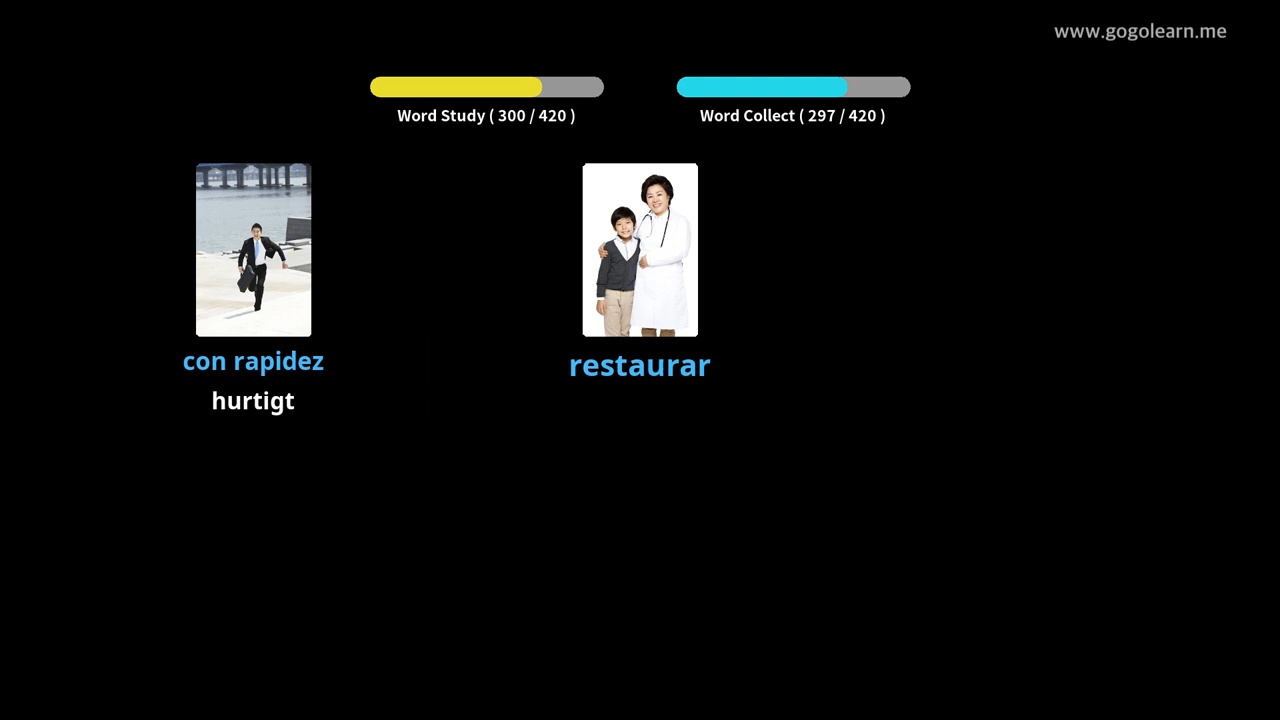 www.gogolearn.me
Word Study ( 300 / 420 )
Word Collect ( 297 / 420 )
con rapidez
hurtigt
restaurar